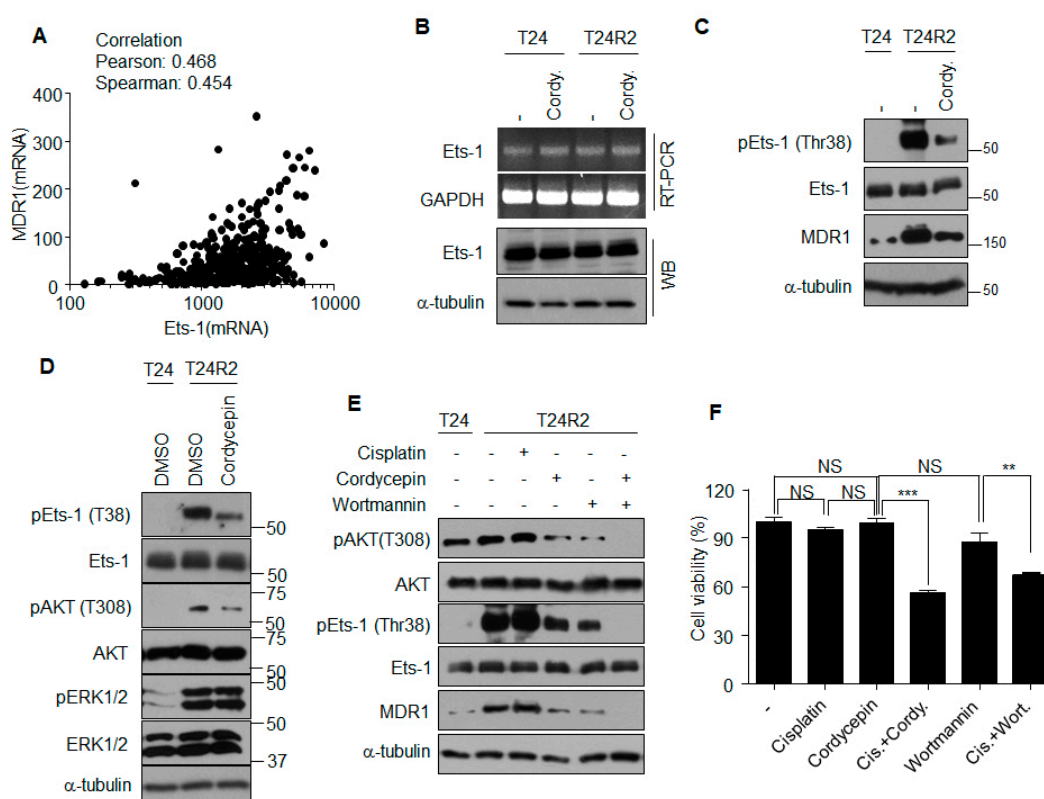 A
Correlation
Pearson: 0.468
Spearman: 0.454
MDR1(mRNA)
400
300
200
100
0
100 1000 10000
Ets-1(mRNA)
B
T24 T24R2
- Cordy. - Cordy.
Ets-1
GAPDH
RT-PCR
Ets-1
α-tubulin
WB
C
T24 T24R2
- - Cordy.
pEts-1 (Thr38) 50
Ets-1 50
MDR1 150
α-tubulin 50
D
T24 T24R2
DMSO DMSO Cordycepin
pEts-1 (T38) 50
Ets-1 50
pAKT (T308) 75 50
AKT 75 50
pERK1/2 50
ERK1/2 50 37
α-tubulin
E
T24 T24R2
Cisplatin - - + - - -
Cordycepin - - - + - +
Wortmannin - - - - + +
pAKT(T308)
AKT
pEts-1 (Thr38)
Ets-1
MDR1
α-tubulin
F
NS NS **
NS NS ***
Cell viability (%)
120
90
60
30
0
- Cisplatin Cordycepin Cis.+Cordy. Wortmannin Cis.+Wort.